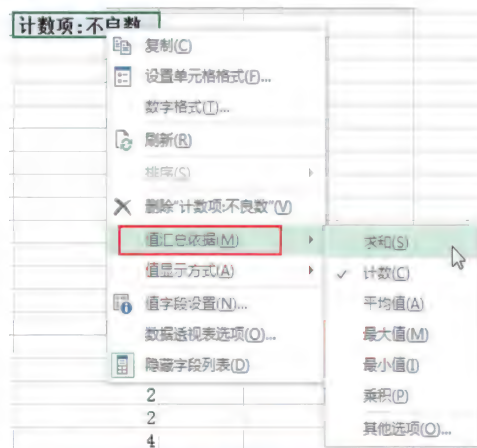 计数项:不良数
复制(C)
设置单元格格式(F)...
数字格式(T)...
刷新(R)
排序(S)
删除"计数项:不良数"(V)
值汇总依据(M)
求和(S)
值显示方式(A)
计数(C)
值字段设置(N)...
平均值(A)
数据透视表选项(O)...
最大值(M)
隐藏字段列表(D)
最小值(I)
2
乘积(P)
2
其他选项(O)...
4